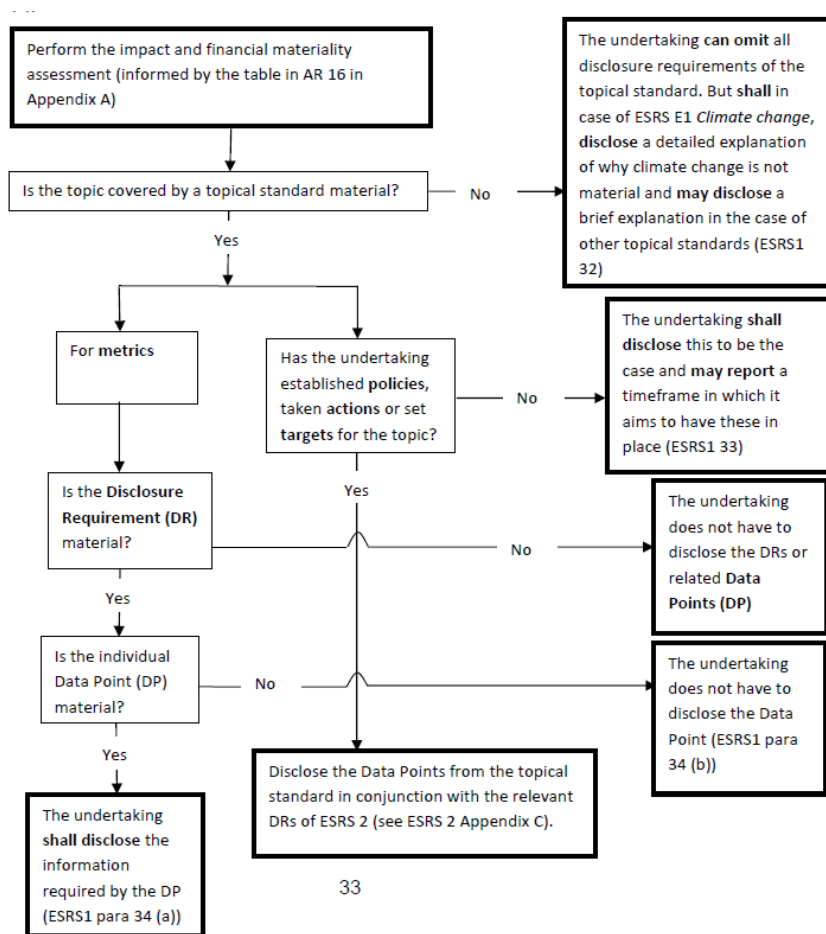 Perform the impact and financial materiality
assessment (informed by the table in AR 16 in
Appendix A)
The undertaking can omit all
disclosure requirements of the
topical standard. But shall in
case of ESRS E1 Climate change,
disclose a detailed explanation
of why climate change is not
material and may disclose a
brief explanation in the case of
other topical standards (ESRS1
32)
Is the topic covered by a topical standard material?
No
Yes
For metrics
Has the undertaking
established policies,
taken actions or set
targets for the topic?
No
The undertaking shall
disclose this to be the
case and may report a
timeframe in which it
aims to have these in
place (ESRS1 33)
Yes
Is the Disclosure
Requirement (DR)
material?
No
The undertaking
does not have to
disclose the DRs or
related Data
Points (DP)
Yes
Is the individual
Data Point (DP)
material?
No
The undertaking
does not have to
disclose the Data
Point (ESRS1 para
34 (b))
Yes
Disclose the Data Points from the topical
standard in conjunction with the relevant
DRs of ESRS 2 (see ESRS 2 Appendix C).
The undertaking
shall disclose the
information
required by the DP
(ESRS1 para 34 (a))
33